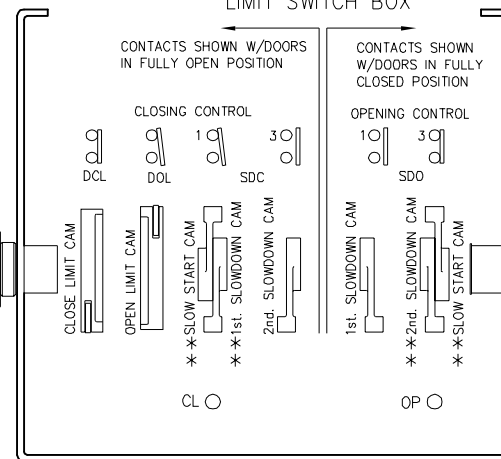 LIMIT SWITCH BOX
CONTACTS SHOWN W/DOORS
IN FULLY OPEN POSITION
CONTACTS SHOWN
W/DOORS IN FULLY
CLOSED POSITION
CLOSING CONTROL
OPENING CONTROL
1
3
1
3
DCL
DOL
SDC
SDO
CLOSE LIMIT CAM
OPEN LIMIT CAM
**SLOW START CAM
**1st. SLOWDOWN CAM
2nd. SLOWDOWN CAM
1st. SLOWDOWN CAM
**2nd. SLOWDOWN CAM
**SLOW START CAM
CL
OP